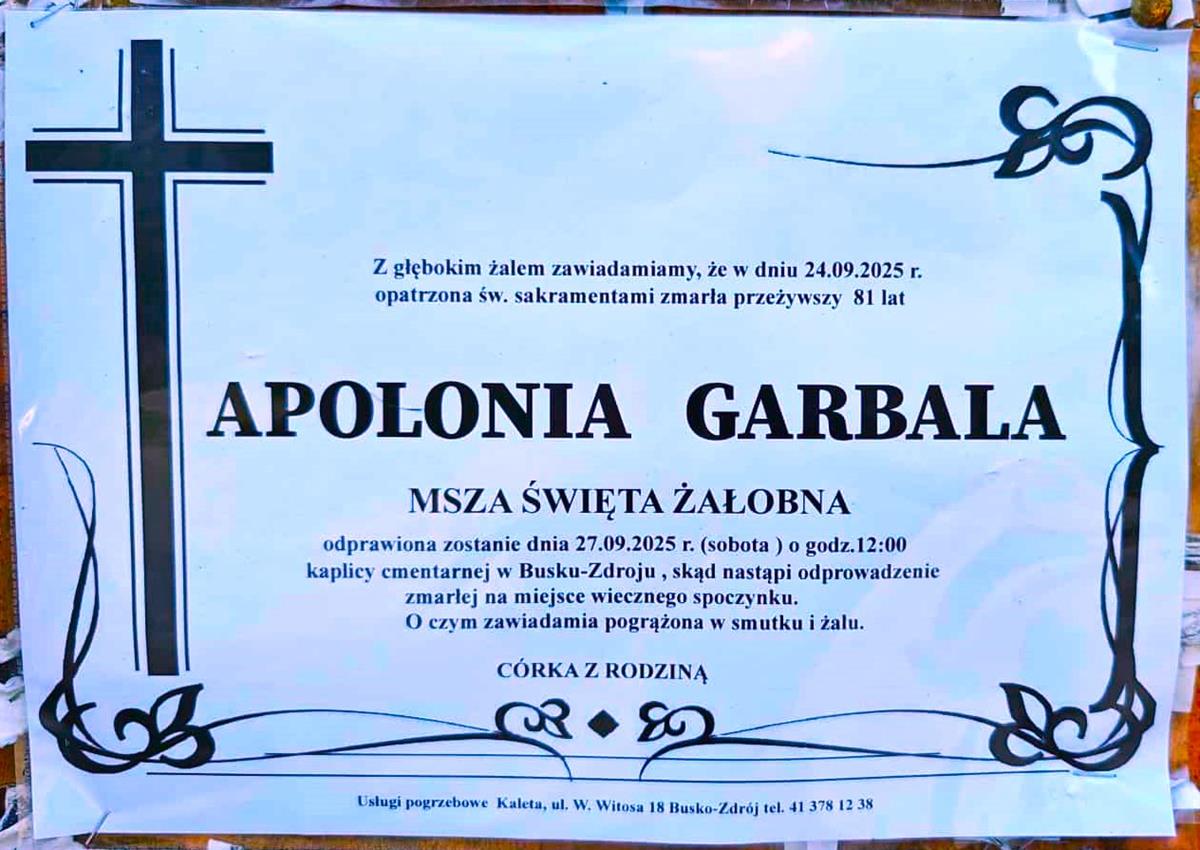 Z głębokim żalem zawiadamiamy, że w dniu 24.09.2025 r.
opatrzona św. sakramentami zmarła przeżywszy 81 lat
APOLONIA GARBALA
MSZA ŚWIĘTA ŻAŁOBNA
odprawiona zostanie dnia 27.09.2025 r. (sobota ) o godz.12:00
kaplicy cmentarnej w Busku-Zdroju , skąd nastąpi odprowadzenie
zmarłej na miejsce wiecznego spoczynku.
O czym zawiadamia pogrążona w smutku i żalu.
CÓRKA Z RODZINĄ
Usługi pogrzebowe Kaleta, ul. W. Witosa 18 Busko-Zdrój tel. 41 378 12 38